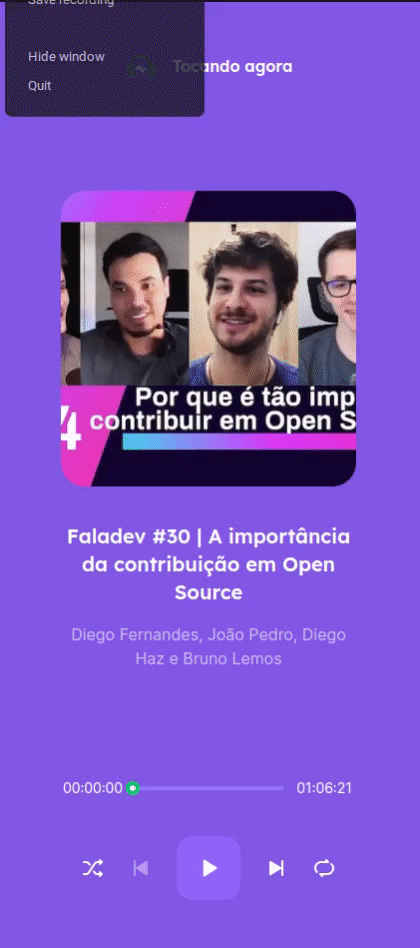 Save recording
Hide window
Quit
Tocando agora
Por que é tão imp
contribuir em Open S
4
Faladev #30 | A importância
da contribuição em Open
Source
Diego Fernandes, João Pedro, Diego
Haz e Bruno Lemos
00:00:00
01:06:21